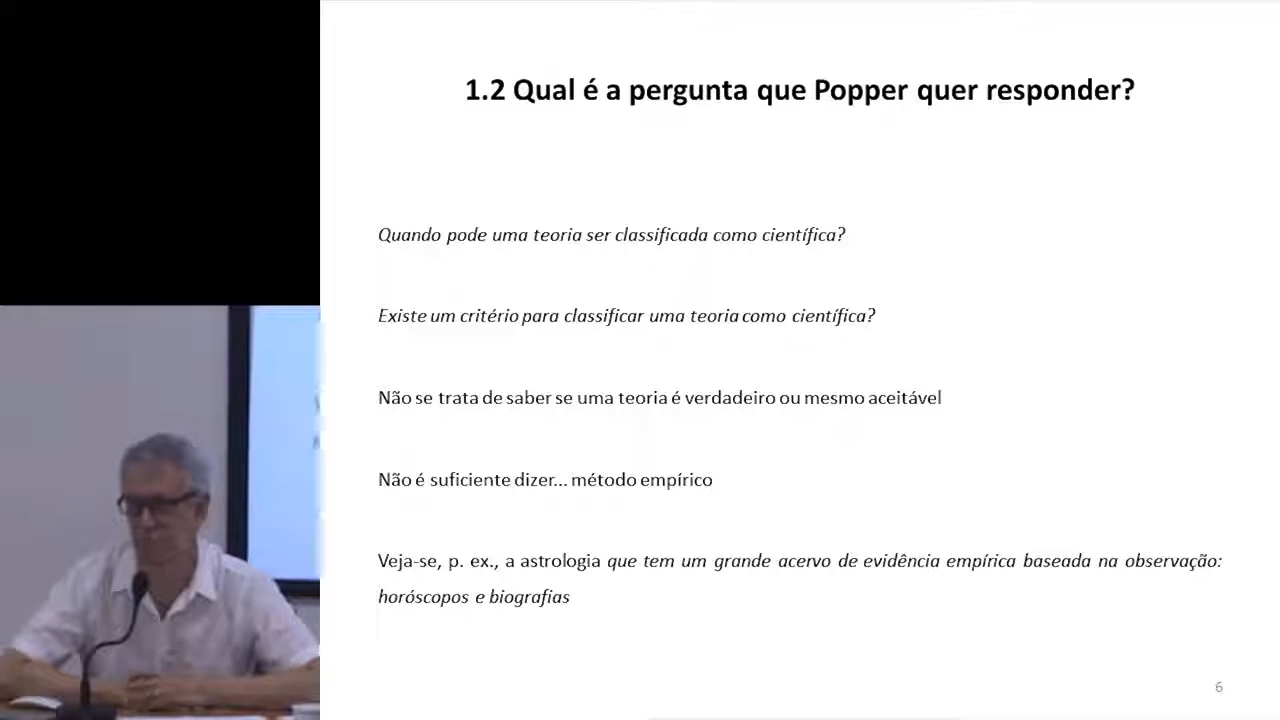 1.2 Qual é a pergunta que Popper quer responder?
Quando pode uma teoria ser classificada como científica?
Existe um critério para classificar uma teoria como científica?
Não se trata de saber se uma teoria é verdadeiro ou mesmo aceitável
Não é suficiente dizer... método empírico
Veja-se, p. ex., a astrologia que tem um grande acervo de evidência empírica baseada na observação:
horóscopos e biografias
6